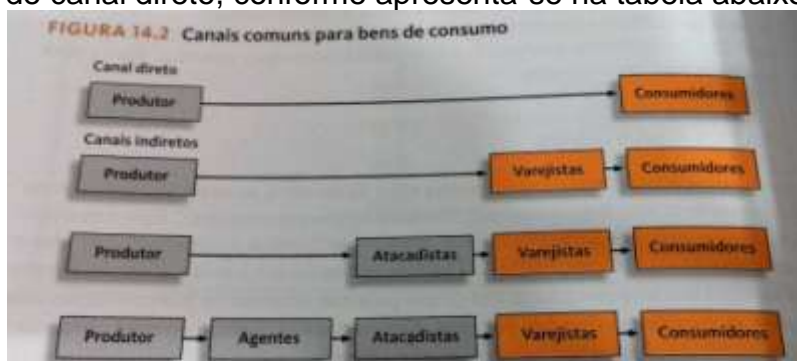 do canal direto, conforme apresenta-se na tabela abaixo
FIGURA 14.2 Canais comuns para bens de consumo
Canal direto
Produtor Consumidores
Canais indiretos
Produtor Varejistas Consumidores
Produtor Atacadistas Varejistas Consumidores
Produtor Agentes Atacadistas Varejistas Consumidores